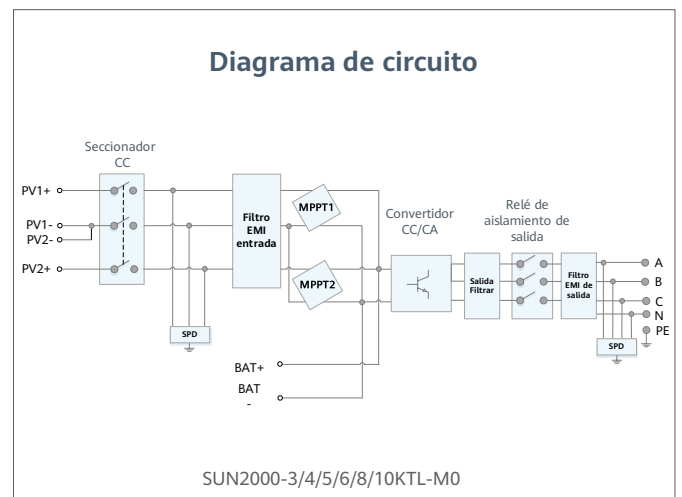 Diagrama de circuito
Seccionador
CC
PV1+
PV1-
PV2-
PV2+
Filtro
EMI
entrada
MPPT1
MPPT2
SPD
BAT+
BAT
-
Convertidor
CC/CA
Salida
Filtrar
Relé de
aislamiento de
salida
Filtro
EMI de
salida
A
B
C
N
PE
SPD
SUN2000-3/4/5/6/8/10KTL-M0